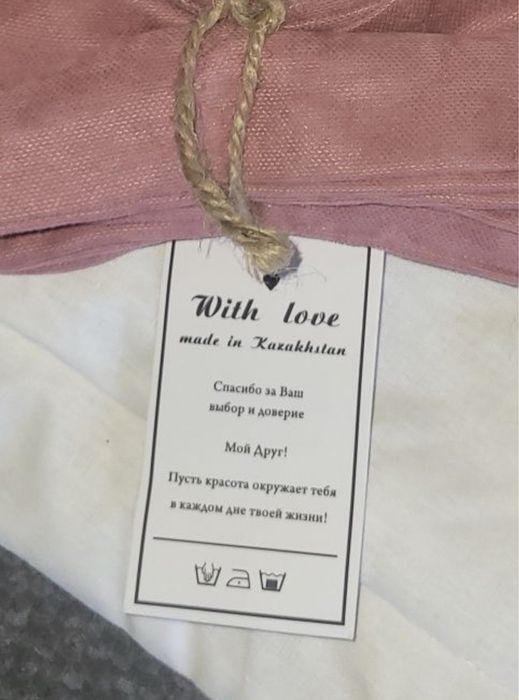 With love
made in Kazakhstan
Спасибо за Ваш
выбор и доверие
Мой Друг!
Пусть красота окружает тебя
в каждом дне твоей жизни!